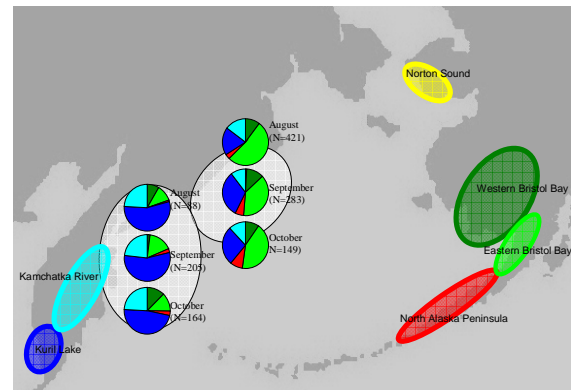 Norton Sound
August
(N=421)
September
(N=283)
October
N=149)
August
(N=88)
September
(N=205)
October
(N=164)
Western Bristol Bay
Eastern Bristol Bay
Kamchatka River
North Alaska Peninsula
Kuril Lake